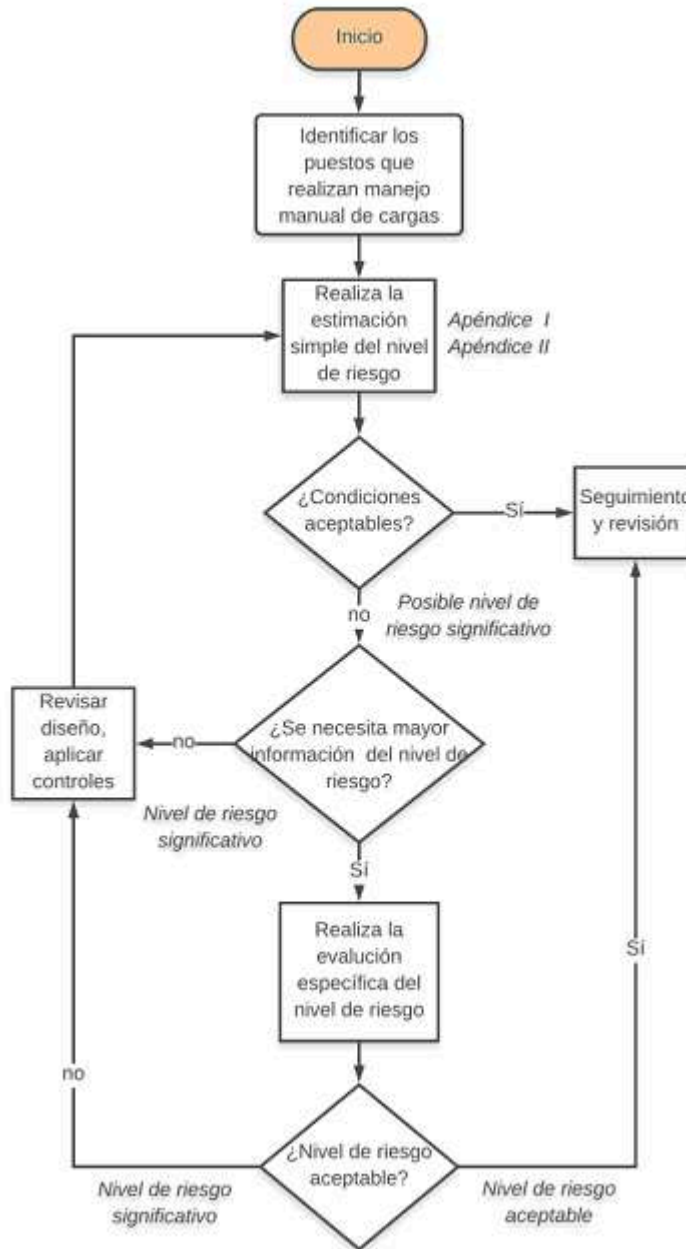 Inicio
Identificar los
puestos que
realizan manejo
manual de cargas
Realiza la
estimación
simple del nivel
de riesgo
Apéndice I
Apéndice II
¿Condiciones
aceptables?
Sí
Seguimiento
y revisión
no
Posible nivel de
riesgo significativo
¿Se necesita mayor
información del nivel de
riesgo?
no
Revisar
diseño,
aplicar
controles
Nivel de riesgo
significativo
Sí
Realiza la
evalución
específica del
nivel de riesgo
Sí
no
¿Nivel de riesgo
aceptable?
Nivel de riesgo
significativo
Nivel de riesgo
aceptable